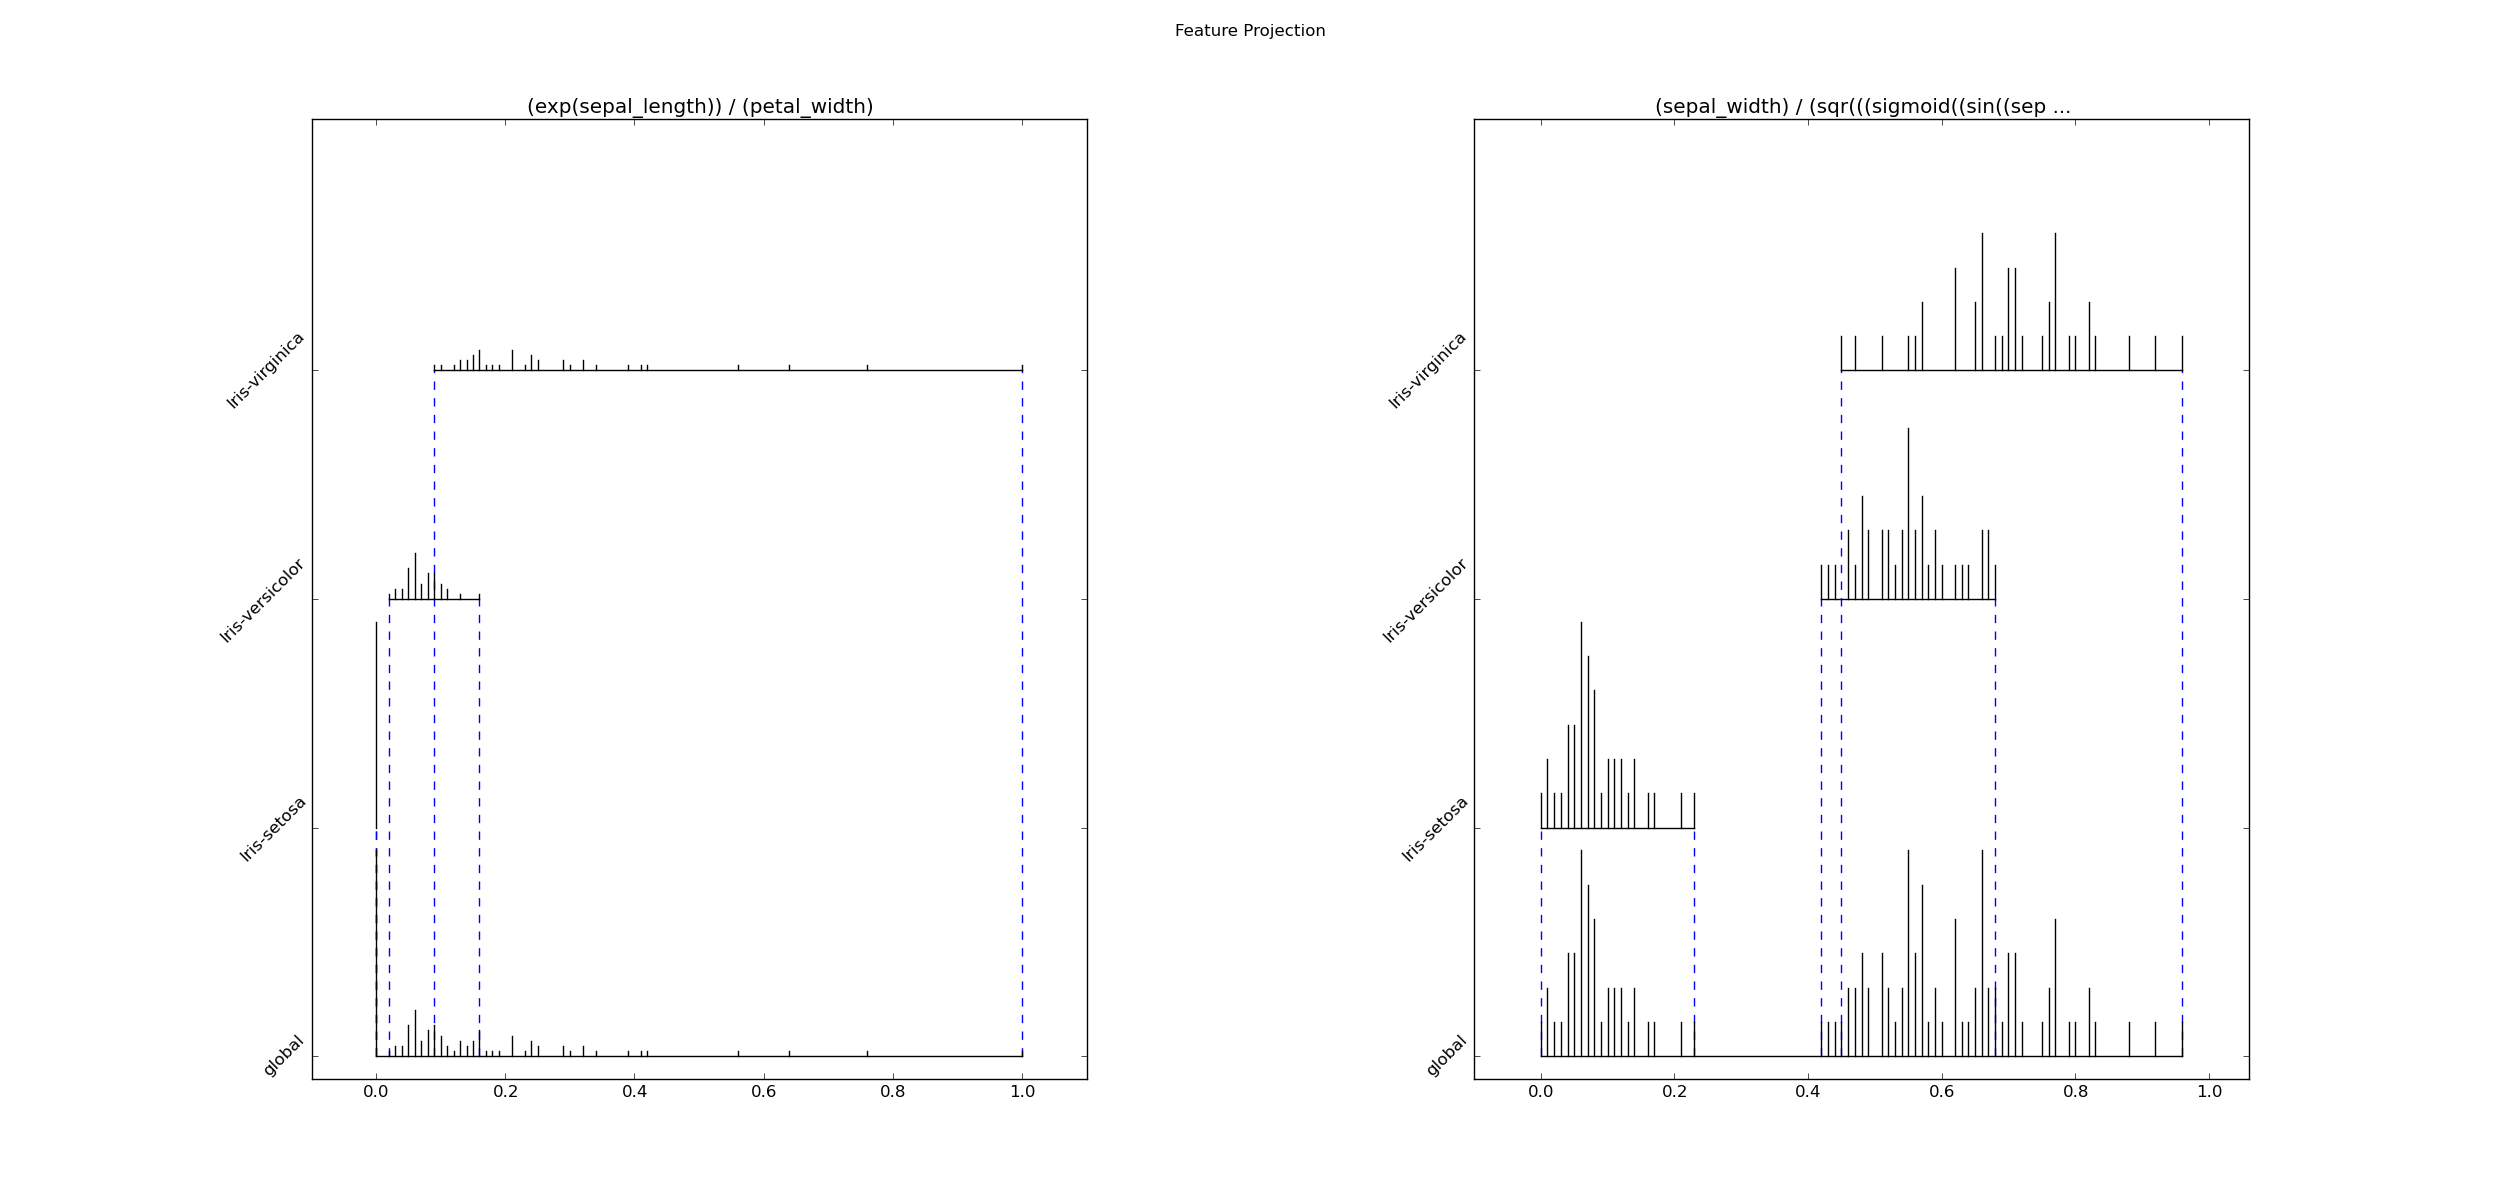 Feature Projection
(exp(sepal_length)) / (petal_width)
Iris-virginica
Iris-versicolor
Iris-setosa
global
0.0 0.2 0.4 0.6 0.8 1.0
(sepal_width) / (sqr(((sigmoid((sin((sep ...
Iris-virginica
Iris-versicolor
Iris-setosa
global
0.0 0.2 0.4 0.6 0.8 1.0